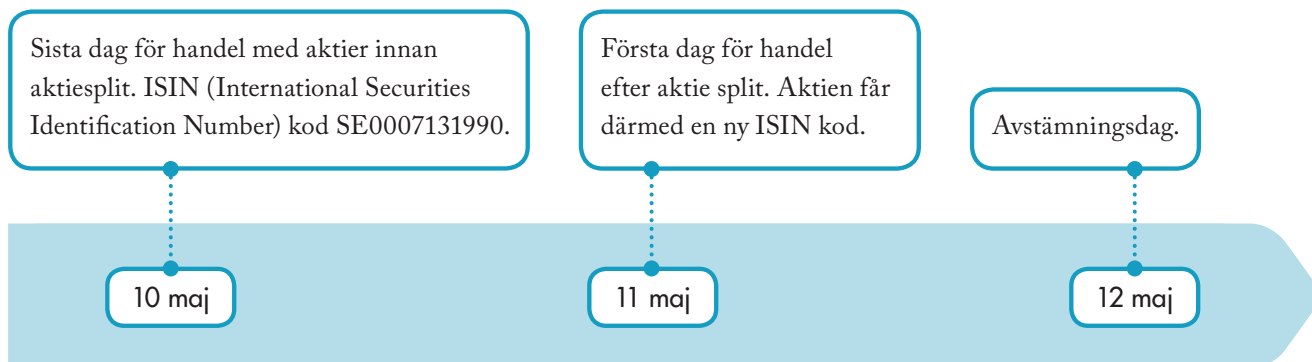 Sista dag för handel med aktier innan
aktiesplit. ISIN (International Securities
Identification Number) kod SE0007131990.
Första dag för handel
efter aktie split. Aktien får
därmed en ny ISIN kod.
Avstämningsdag.
10 maj
11 maj
12 maj